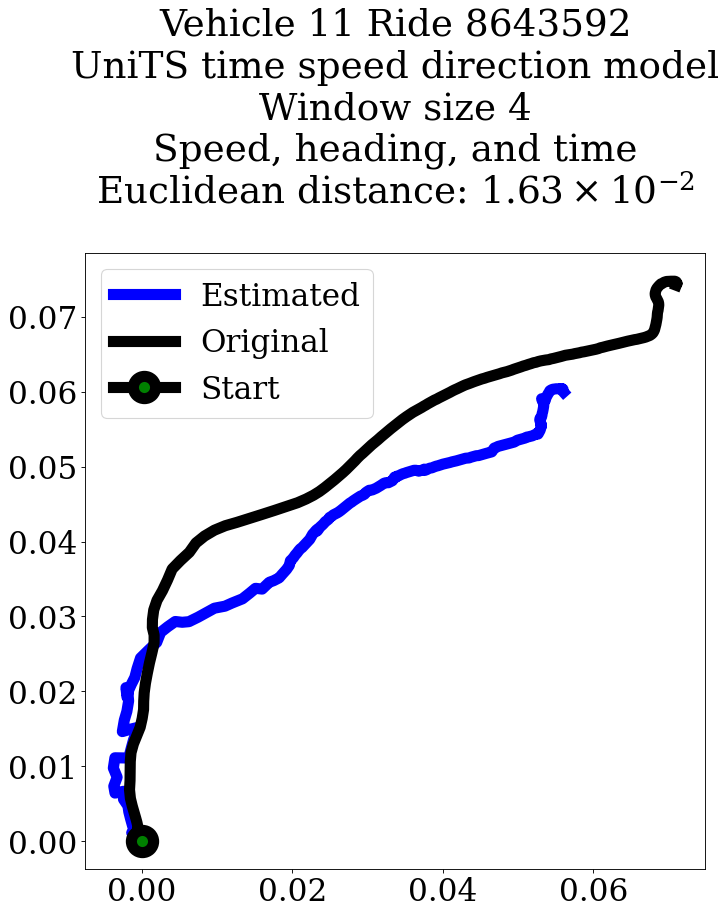 Vehicle 11 Ride 8643592
UniTS time speed direction model
Window size 4
Speed, heading, and time
Euclidean distance: 1.63 × 10⁻²
Estimated
Original
Start
0.07
0.06
0.05
0.04
0.03
0.02
0.01
0.00
0.00 0.02 0.04 0.06